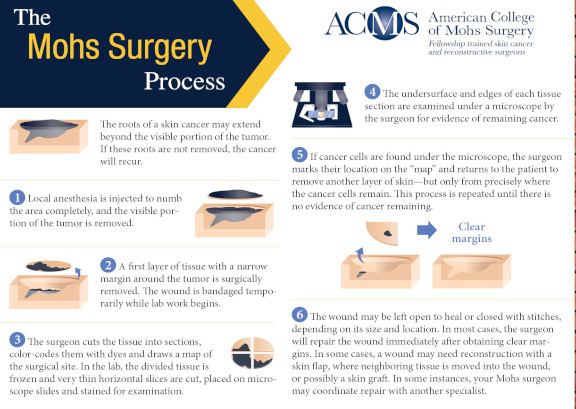 The
Mohs Surgery
Process
ACMS
American College
of Mohs Surgery
Fellowship trained skin cancer
and reconstructive surgeons
The roots of a skin cancer may extend
beyond the visible portion of the tumor.
If these roots are not removed, the cancer
will recur.
1 Local anesthesia is injected to numb
the area completely, and the visible por-
tion of the tumor is removed.
2 A first layer of tissue with a narrow
margin around the tumor is surgically
removed. The wound is bandaged tempo-
rarily while lab work begins.
3 The surgeon cuts the tissue into sections,
color-codes them with dyes and draws a map of
the surgical site. In the lab, the divided tissue is
frozen and very thin horizontal slices are cut, placed on micro-
scope slides and stained for examination.
4 The undersurface and edges of each tissue
section are examined under a microscope by
the surgeon for evidence of remaining cancer.
5 If cancer cells are found under the microscope, the surgeon
marks their location on the “map” and returns to the patient to
remove another layer of skin—but only from precisely where
the cancer cells remain. This process is repeated until there is
no evidence of cancer remaining.
Clear
margins
6 The wound may be left open to heal or closed with stitches,
depending on its size and location. In most cases, the surgeon
will repair the wound immediately after obtaining clear mar-
gins. In some cases, a wound may need reconstruction with a
skin flap, where neighboring tissue is moved into the wound,
or possibly a skin graft. In some instances, your Mohs surgeon
may coordinate repair with another specialist.